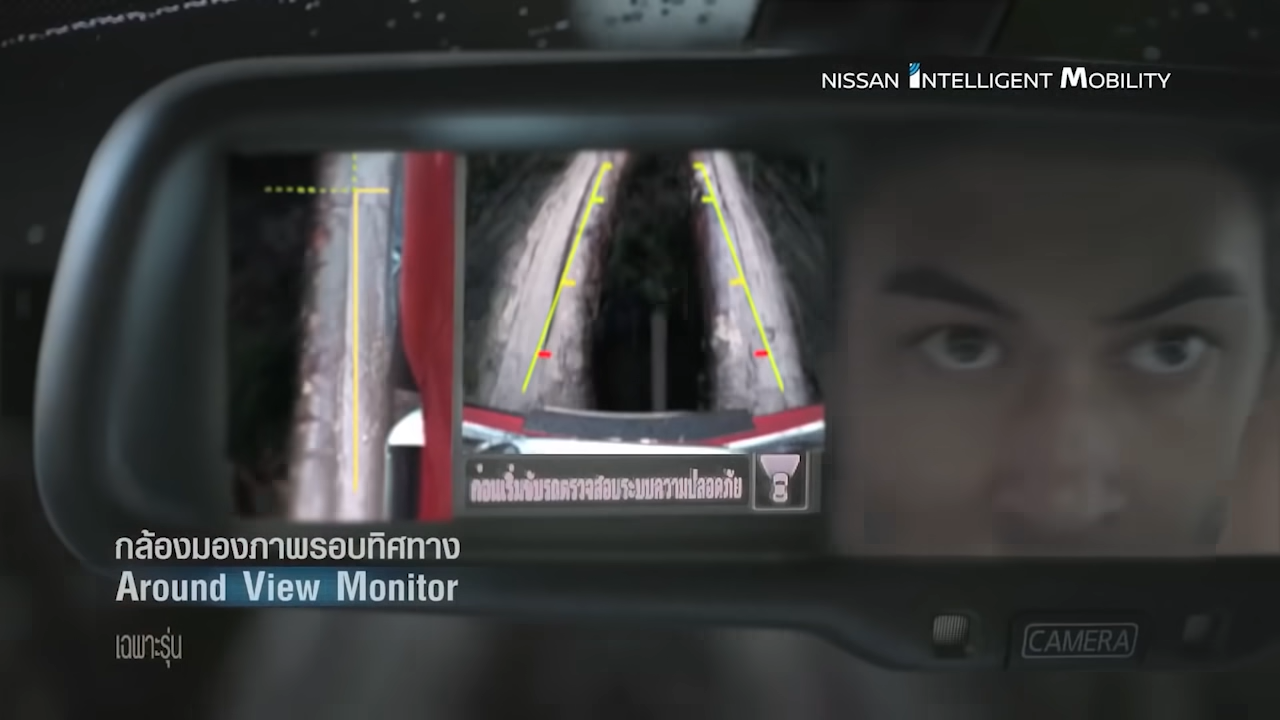 NISSAN INTELLIGENT MOBILITY
ก่อนเริ่มขับรถตรวจสอบระบบความปลอดภัย
กล้องมองภาพรอบทิศทาง
Around View Monitor
เฉพาะรุ่น
CAMERA